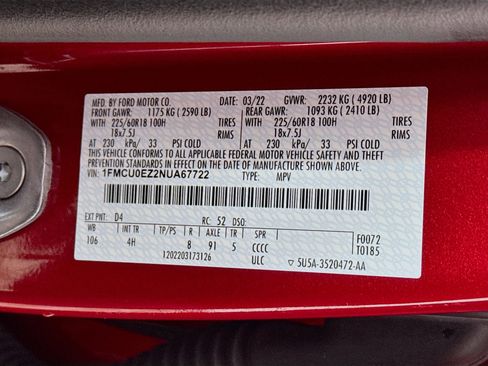 MFD. BY FORD MOTOR CO. 03/22 GVWR: 2232 KG ( 4920 LB)
FRONT GAWR: 1175 KG ( 2590 LB) REAR GAWR: 1093 KG ( 2410 LB)
WITH 225/60R18 100H TIRES WITH 225/60R18 100H TIRES
18x7.5J RIMS 18x7.5J RIMS
AT 230 kPa/ 33 PSI COLD AT 230 kPa/ 33 PSI COLD
THIS VEHICLE CONFORMS TO ALL APPLICABLE FEDERAL MOTOR VEHICLE SAFETY AND THEFT PREVENTION STANDARDS IN EFFECT ON THE DATE OF MANUFACTURE SHOWN ABOVE.
VIN: 1FMCU0EZ2NUA67722 TYPE: MPV
EXT PNT: D4 RC: 52 DSO:
WB INT TR TP/PS R AXLE TR SPR F0072
106 4H 8 91 5 CCCC T0185
1202203173126 ULC 5U5A-3520472-AA